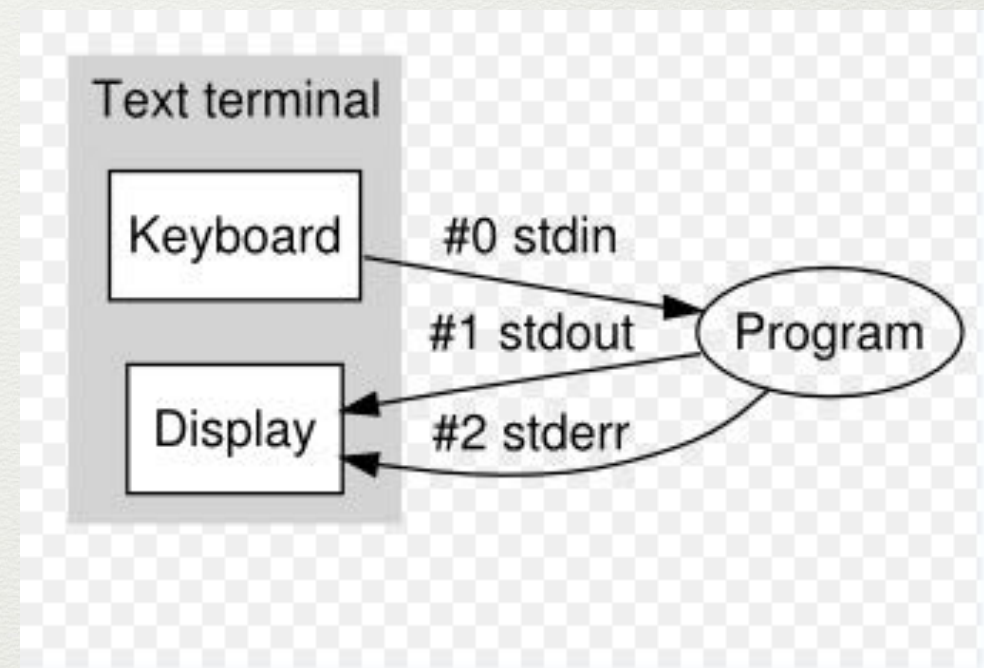 Text terminal
Keyboard
#0 stdin
#1 stdout
Program
Display
#2 stderr